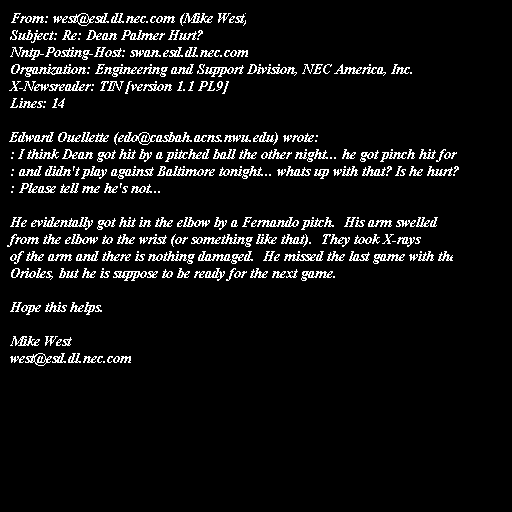 From: west@esd.dl.nec.com (Mike West,
Subject: Re: Dean Palmer Hurt?
Nntp-Posting-Host: swan.esd.dl.nec.com
Organization: Engineering and Support Division, NEC America, Inc.
X-Newsreader: TIN [version 1.1 PL9]
Lines: 14

Edward Ouellette (edo@casbah.acns.nwu.edu) wrote:
: I think Dean got hit by a pitched ball the other night... he got pinch hit for
: and didn't play against Baltimore tonight... whats up with that? Is he hurt?
: Please tell me he's not...

He evidentally got hit in the elbow by a Fernando pitch.  His arm swelled
from the elbow to the wrist (or something like that).  They took X-rays
of the arm and there is nothing damaged.  He missed the last game with the
Orioles, but he is suppose to be ready for the next game.

Hope this helps.

Mike West
west@esd.dl.nec.com